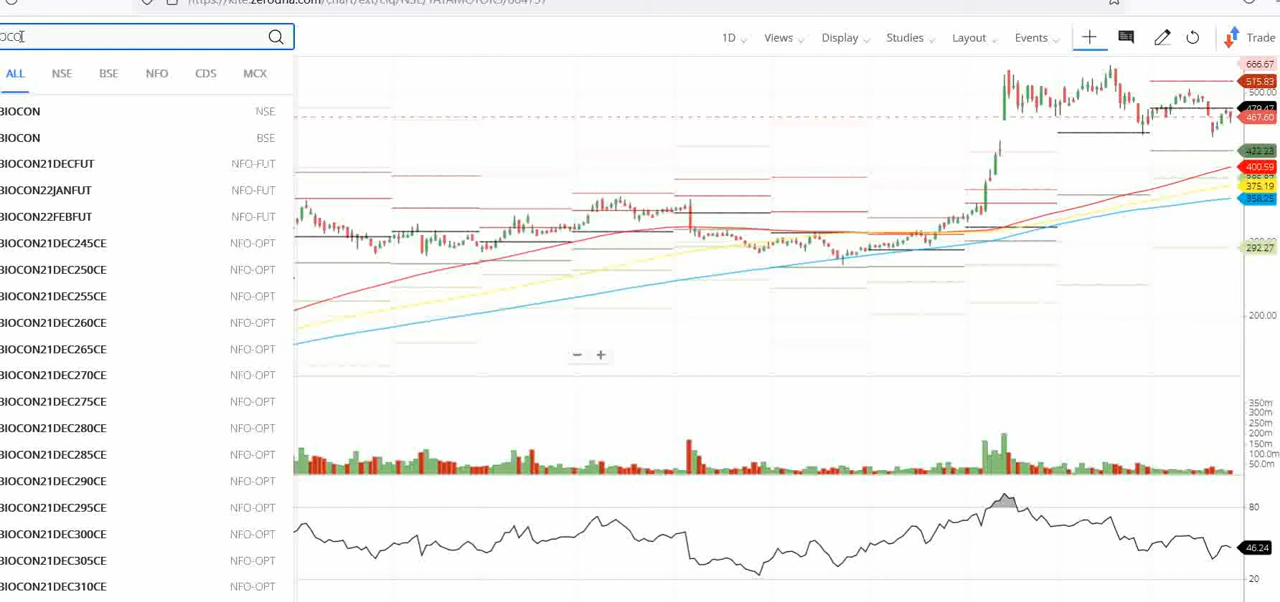 https://kite.zerodha.com/chart/ext/ciq/NSE/TATAMOTORS/884737
OCO
1D Views Display Studies Layout Events Trade
ALL NSE BSE NFO CDS MCX
BIOCON NSE
BIOCON BSE
BIOCON21DECFUT NFO-FUT
BIOCON22JANFUT NFO-FUT
BIOCON22FEBFUT NFO-FUT
BIOCON21DEC245CE NFO-OPT
BIOCON21DEC250CE NFO-OPT
BIOCON21DEC255CE NFO-OPT
BIOCON21DEC260CE NFO-OPT
BIOCON21DEC265CE NFO-OPT
BIOCON21DEC270CE NFO-OPT
BIOCON21DEC275CE NFO-OPT
BIOCON21DEC280CE NFO-OPT
BIOCON21DEC285CE NFO-OPT
BIOCON21DEC290CE NFO-OPT
BIOCON21DEC295CE NFO-OPT
BIOCON21DEC300CE NFO-OPT
BIOCON21DEC305CE NFO-OPT
BIOCON21DEC310CE NFO-OPT
666.67
515.83
500.00
479.47
467.60
422.23
400.59
375.19
358.25
292.27
200.00
350m
300m
250m
200m
150m
100.0m
50.0m
80
46.24
20